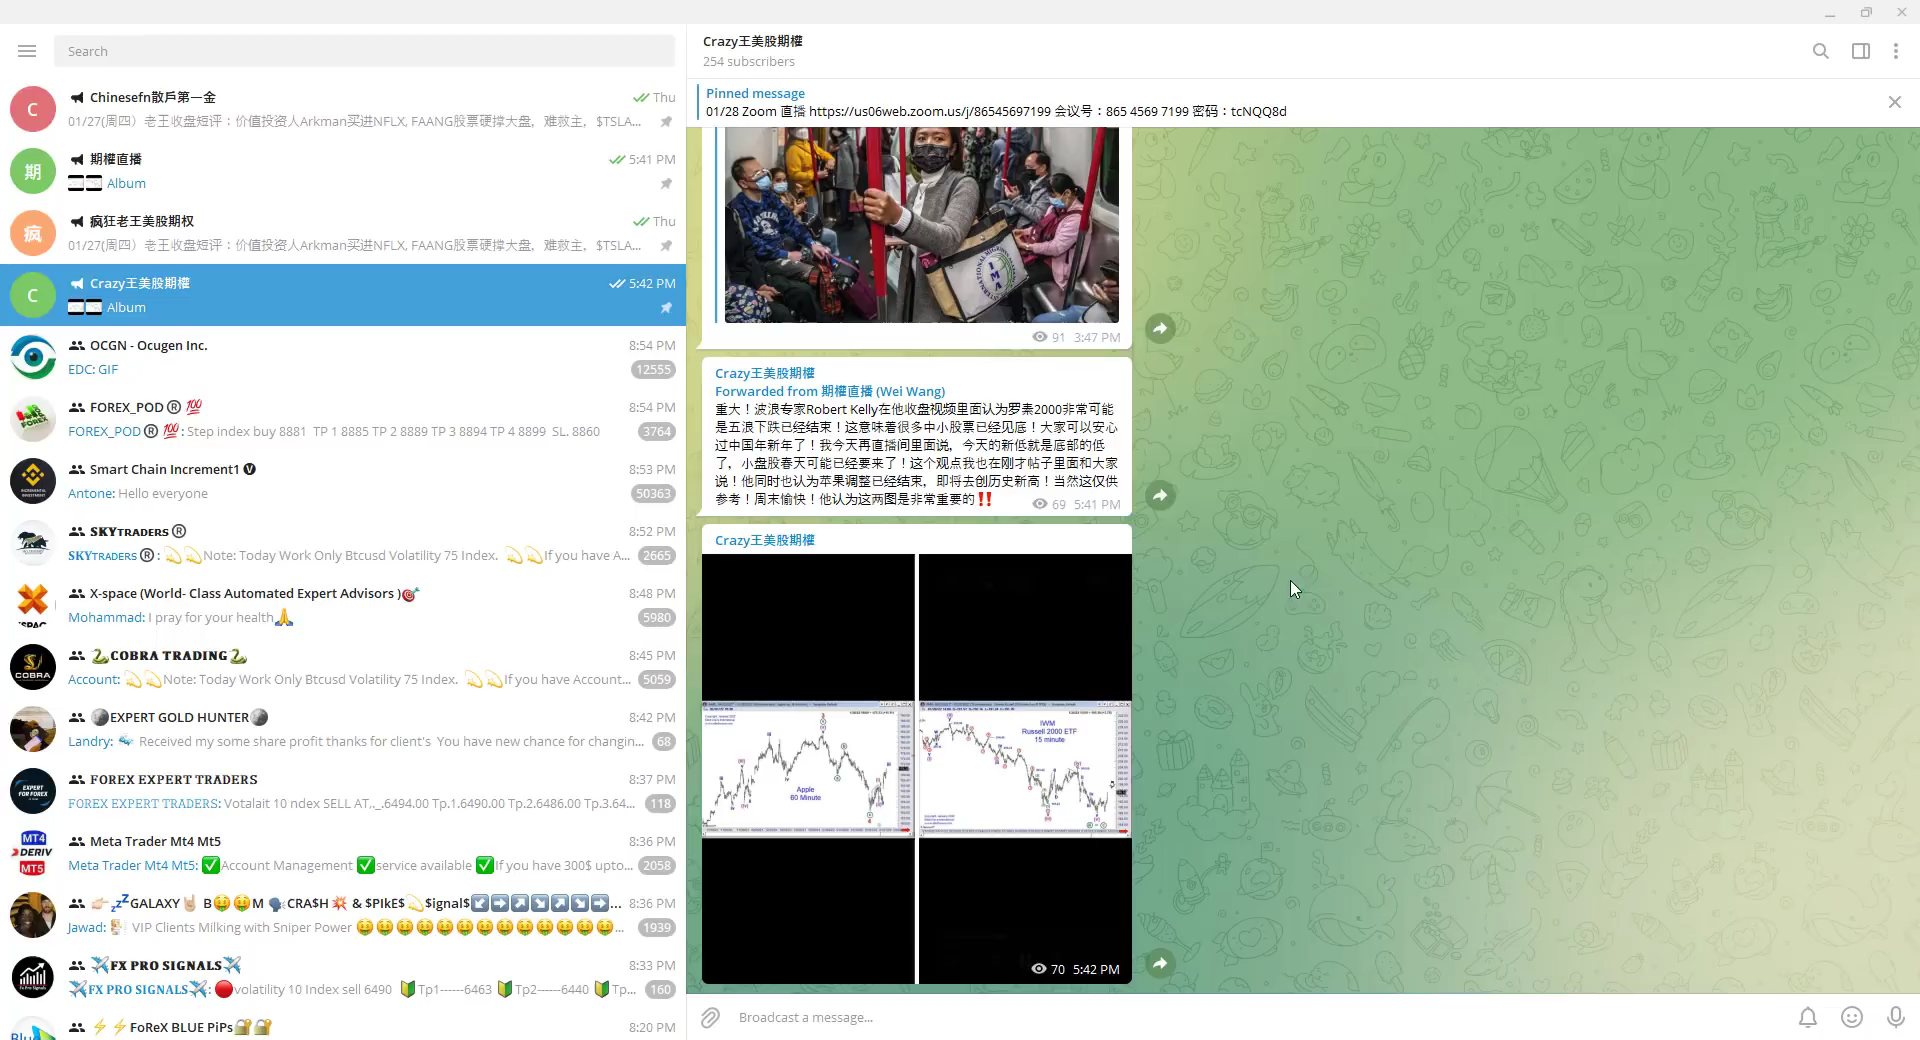 Search
Chinesefn散戶第一金
Thu
01/27(周四）老王收盘短评：价值投资人Arkman买进NFLX, FAANG股票硬撑大盘，难救主，$TSLA...
期權直播
5:41 PM
Album
疯狂老王美股期权
Thu
01/27(周四）老王收盘短评：价值投资人Arkman买进NFLX, FAANG股票硬撑大盘，难救主，$TSLA...
Crazy王美股期權
5:42 PM
Album
OCGN - Ocugen Inc.
8:54 PM
EDC: GIF
12555
FOREX_POD®💯
8:54 PM
FOREX_POD®💯: Step index buy 8881 TP 1 8885 TP 2 8889 TP 3 8894 TP 4 8899 SL. 8860
3764
Smart Chain Increment1 🅥
8:53 PM
Antone: Hello everyone
50363
𝐒𝐊𝐘ᴛʀᴀᴅᴇʀs®
8:52 PM
𝐒𝐊𝐘ᴛʀᴀᴅᴇʀs®: 💫💫Note: Today Work Only Btcusd Volatility 75 Index. 💫💫If you have A...
2665
X-space (World- Class Automated Expert Advisors )🎯
8:48 PM
Mohammad: I pray for your health🙏
5980
🐍𝐂𝐎𝐁𝐑𝐀 𝐓𝐑𝐀𝐃𝐈𝐍𝐆🐍
8:45 PM
Account: 💫💫Note: Today Work Only Btcusd Volatility 75 Index. 💫💫If you have Account...
5059
EXPERT GOLD HUNTER
8:42 PM
Landry: Received my some share profit thanks for client's You have new chance for changin...
68
FOREX EXPERT TRADERS
8:37 PM
FOREX EXPERT TRADERS: Votalait 10 ndex SELL AT,._.6494.00 Tp.1.6490.00 Tp.2.6486.00 Tp.3.64...
118
Meta Trader Mt4 Mt5
8:36 PM
Meta Trader Mt4 Mt5: ✅Account Management ✅service available ✅If you have 300$ upto...
2058
👉🏻💤GALAXY🤘🏻 B🤑🤑M 🗣CRA$H💥 & $PIkE$💫$ignal$↙➡↗↘↗↘➡...
8:36 PM
Jawad: VIP Clients Milking with Sniper Power 🤑🤑🤑🤑🤑🤑🤑🤑🤑🤑🤑🤑🤑...
1939
✈𝐅𝐗 𝐏𝐑𝐎 𝐒𝐈𝐆𝐍𝐀𝐋𝐒✈
8:33 PM
✈𝐅𝐗 𝐏𝐑𝐎 𝐒𝐈𝐆𝐍𝐀𝐋𝐒✈: 🔴volatility 10 Index sell 6490 🔰Tp1------6463 🔰Tp2------6440 🔰Tp...
160
⚡⚡FoReX BLUE PiPs🔐🔐
8:20 PM
Crazy王美股期權
254 subscribers
Pinned message
01/28 Zoom 直播 https://us06web.zoom.us/j/86545697199 会议号：865 4569 7199 密码：tcNQQ8d
91 3:47 PM
Crazy王美股期權
Forwarded from 期權直播 (Wei Wang)
重大！波浪专家Robert Kelly在他收盘视频里面认为罗素2000非常可能
是五浪下跌已经结束！这意味着很多中小股票已经见底！大家可以安心
过中国年新年了！我今天再直播间里面说，今天的新低就是底部的低
了，小盘股春天可能已经要来了！这个观点我也在刚才帖子里面和大家
说！他同时也认为苹果调整已经结束，即将去创历史新高！当然这仅供
参考！周末愉快！他认为这两图是非常重要的‼
69 5:41 PM
Crazy王美股期權
Apple
60 Minute
IWM
Russell 2000 ETF
15 minute
70 5:42 PM
Broadcast a message...